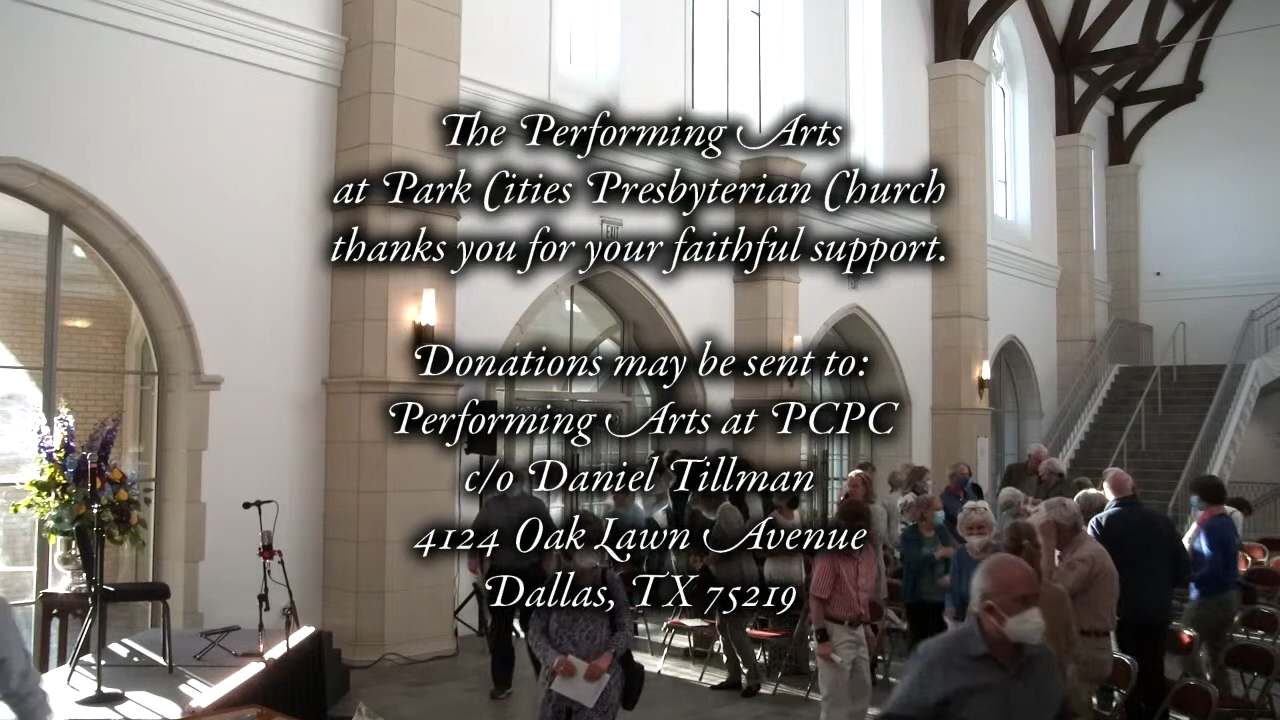 The Performing Arts
at Park Cities Presbyterian Church
thanks you for your faithful support.
EXIT
Donations may be sent to:
Performing Arts at PCPC
c/o Daniel Tillman
4124 Oak Lawn Avenue
Dallas, TX 75219